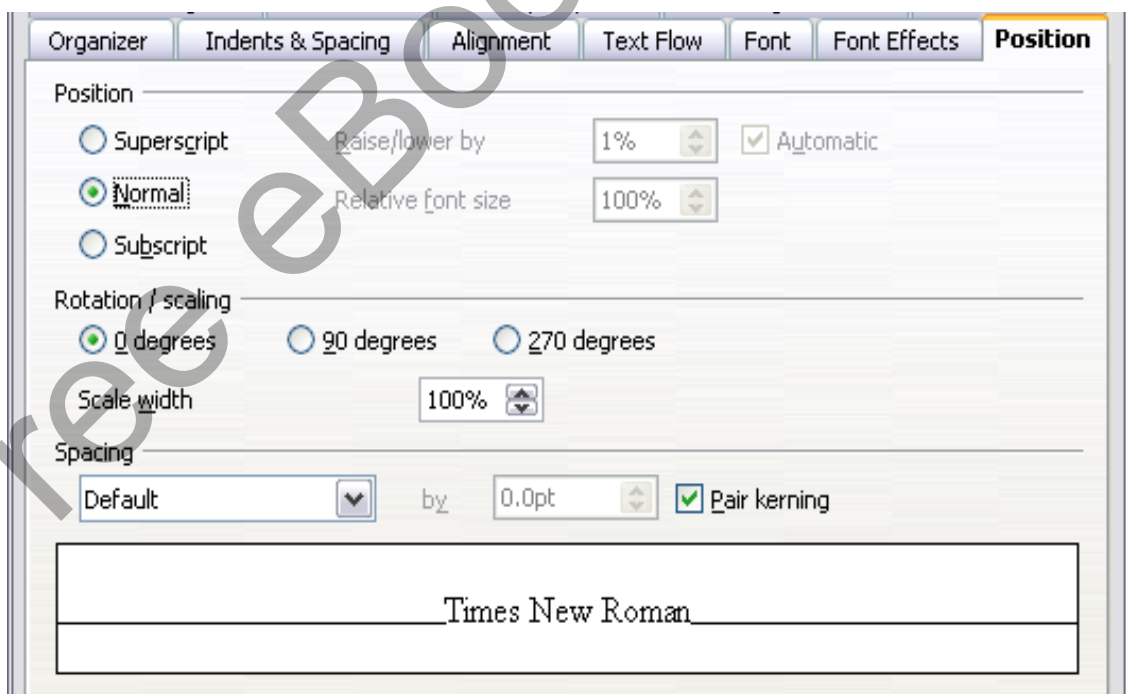 Organizer Indents & Spacing Alignment Text Flow Font Font Effects Position
Position
Superscript Raise/lower by 1% Automatic
Normal Relative font size 100%
Subscript
Rotation / scaling
0 degrees 90 degrees 270 degrees
Scale width 100%
Spacing
Default by 0.0pt Pair kerning
Times New Roman
ree eBoo